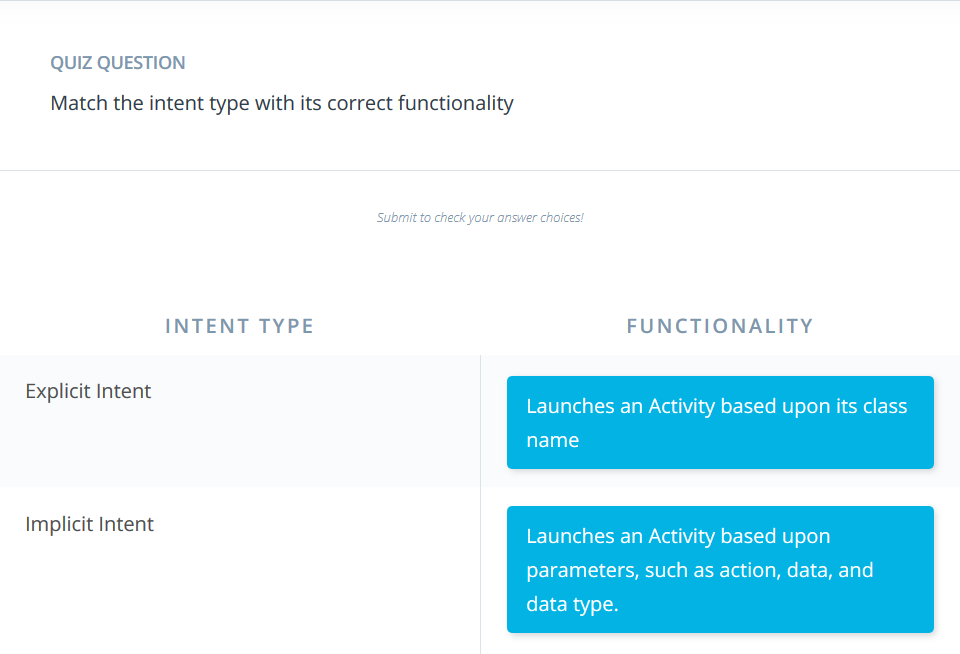 QUIZ QUESTION
Match the intent type with its correct functionality
Submit to check your answer choices!
INTENT TYPE
FUNCTIONALITY
Explicit Intent
Launches an Activity based upon its class
name
Implicit Intent
Launches an Activity based upon
parameters, such as action, data, and
data type.